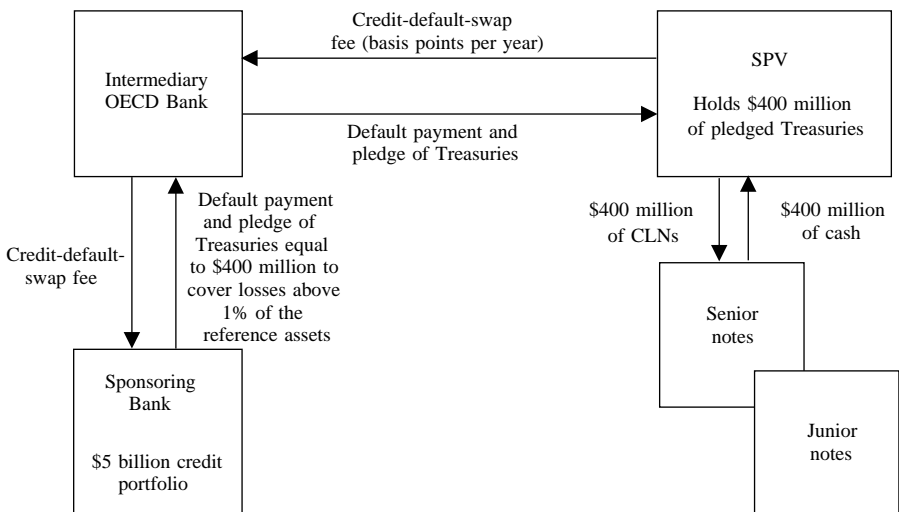 Credit-default-swap
fee (basis points per year)
Intermediary
OECD Bank
SPV
Holds $400 million
of pledged Treasuries
Default payment and
pledge of Treasuries
Credit-default-
swap fee
Default payment
and pledge of
Treasuries equal
to $400 million to
cover losses above
1% of the
reference assets
$400 million
of CLNs
$400 million
of cash
Senior
notes
Junior
notes
Sponsoring
Bank
$5 billion credit
portfolio